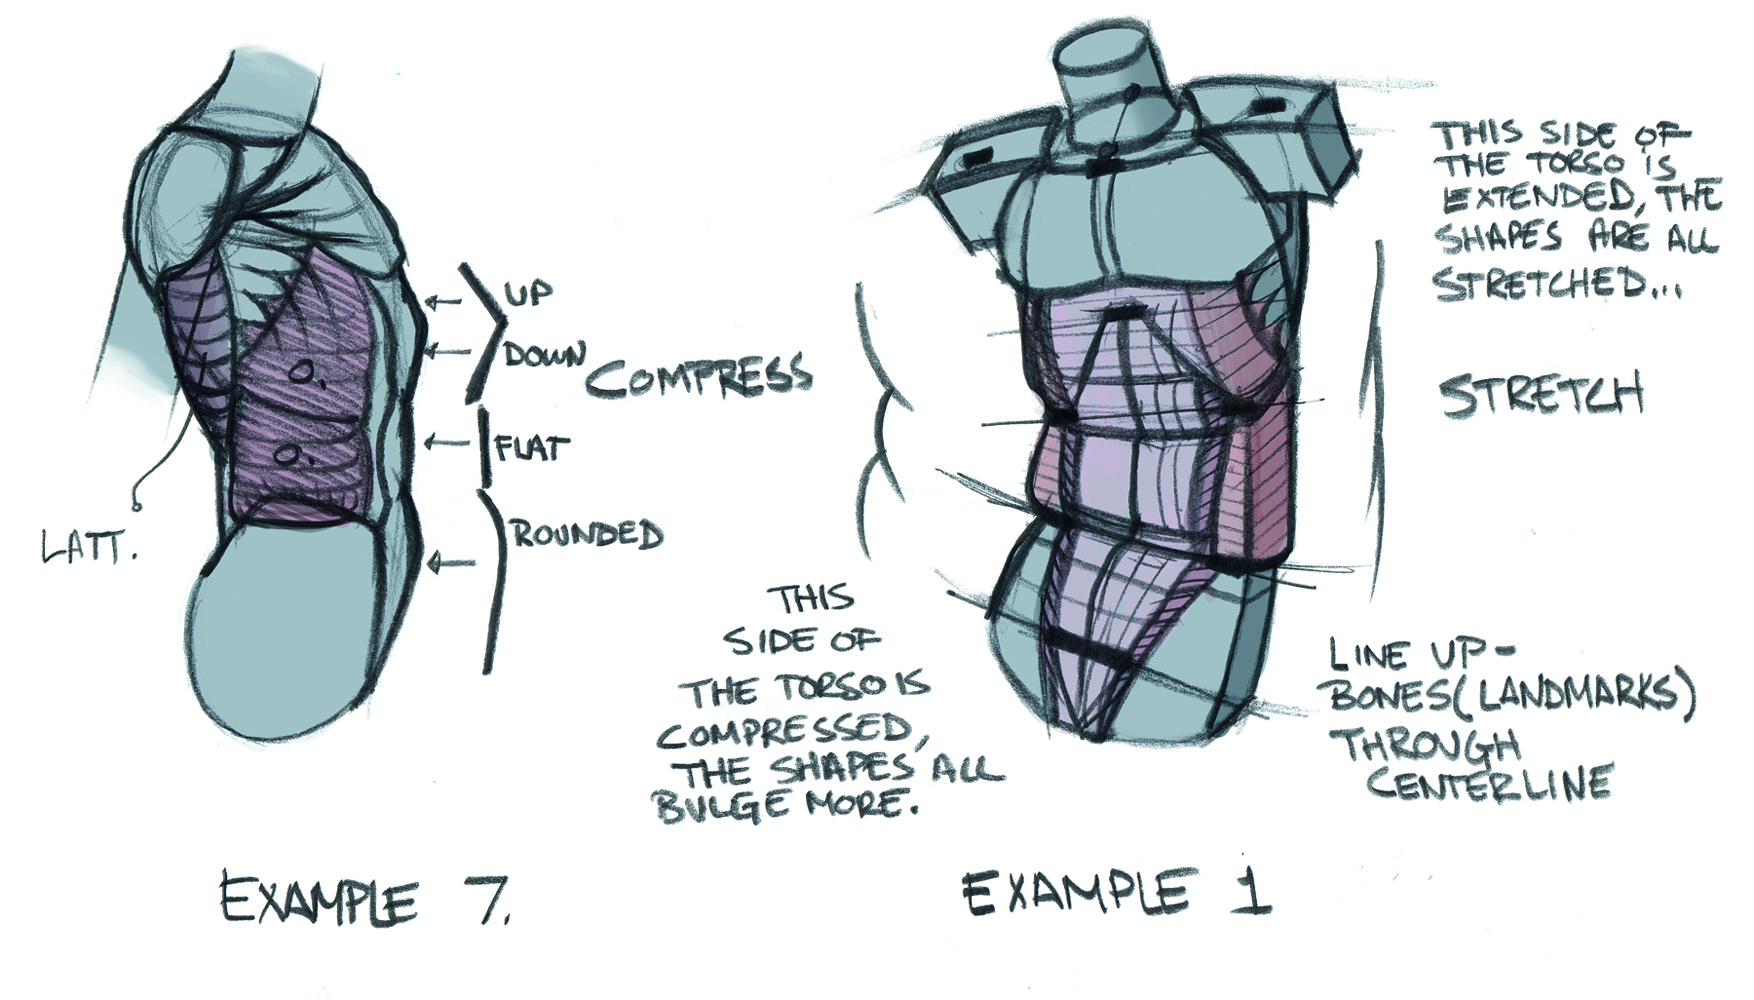 UP
DOWN
FLAT
ROUNDED
LATT.
O.
O.
EXAMPLE 7.
COMPRESS
THIS
SIDE OF
THE TORSO IS
COMPRESSED,
THE SHAPES ALL
BULGE MORE.
THIS SIDE OF
THE TORSO IS
EXTENDED, THE
SHAPES ARE ALL
STRETCHED...
STRETCH
LINE UP-
BONES(LANDMARKS)
THROUGH
CENTERLINE
EXAMPLE 1